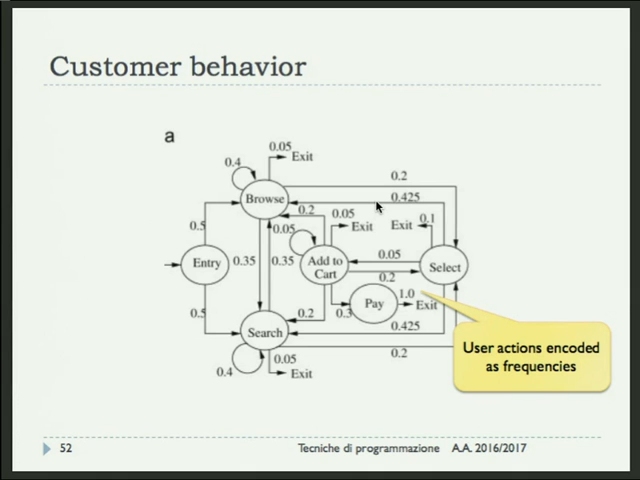 Customer behavior
a
0.05
Exit
0.4
0.2
Browse
0.425
0.2
0.05
Exit
Exit
0.1
0.5
0.05
Entry
0.35
0.35
Add to
Cart
0.05
Select
0.2
Pay
1.0
Exit
0.5
0.2
0.3
Search
0.425
0.05
0.2
0.4
Exit
User actions encoded
as frequencies
52
Tecniche di programmazione A.A. 2016/2017